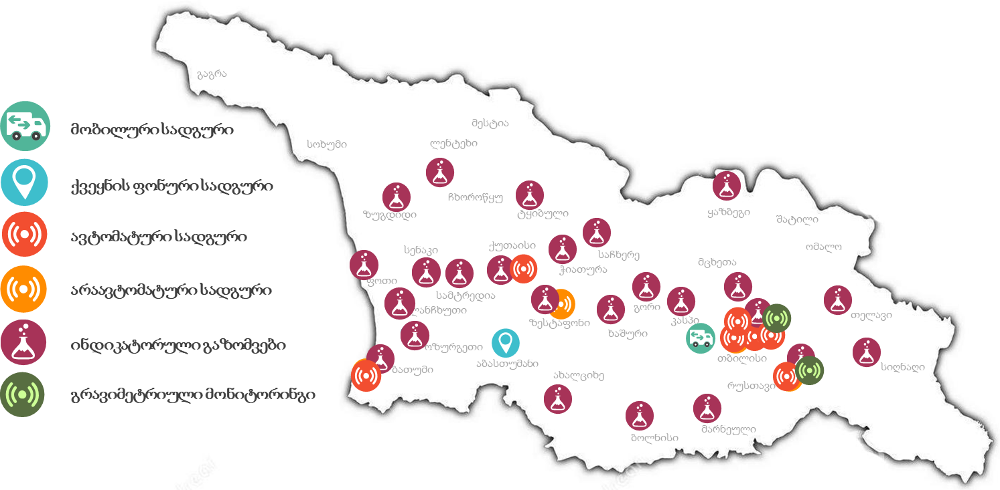 მობილური სადგური
ქვეყნის ფონური სადგური
ავტომატური სადგური
არაავტომატური სადგური
ინდიკატორული გაზომვები
გრავიმეტრიული მონიტორინგი
გაგრა
სოხუმი
მესტია
ლენტეხი
ჩხოროწყუ
ზუგდიდი
ტყიბული
ყაზბეგი
შატილი
ომალო
სენაკი
ქუთაისი
საჩხერე
ჭიათურა
მცხეთა
ფოთი
სამტრედია
ლანჩხუთი
ზესტაფონი
ხაშური
გორი
კასპი
თელავი
ოზურგეთი
აბასთუმანი
თბილისი
სიღნაღი
ბათუმი
ახალციხე
რუსთავი
ბოლნისი
მარნეული